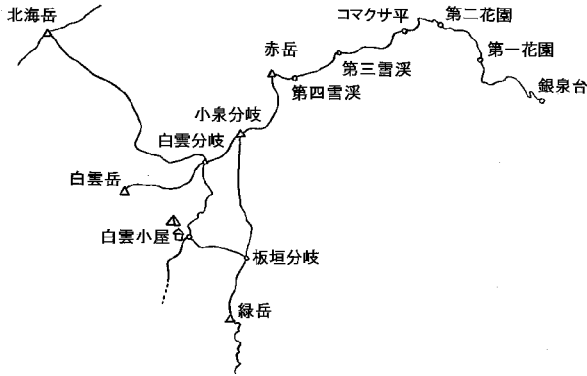 北海岳
コマクサ平
第二花園
赤岳
第三雪渓
第一花園
第四雪渓
銀泉台
小泉分岐
白雲分岐
白雲岳
白雲小屋
板垣分岐
緑岳